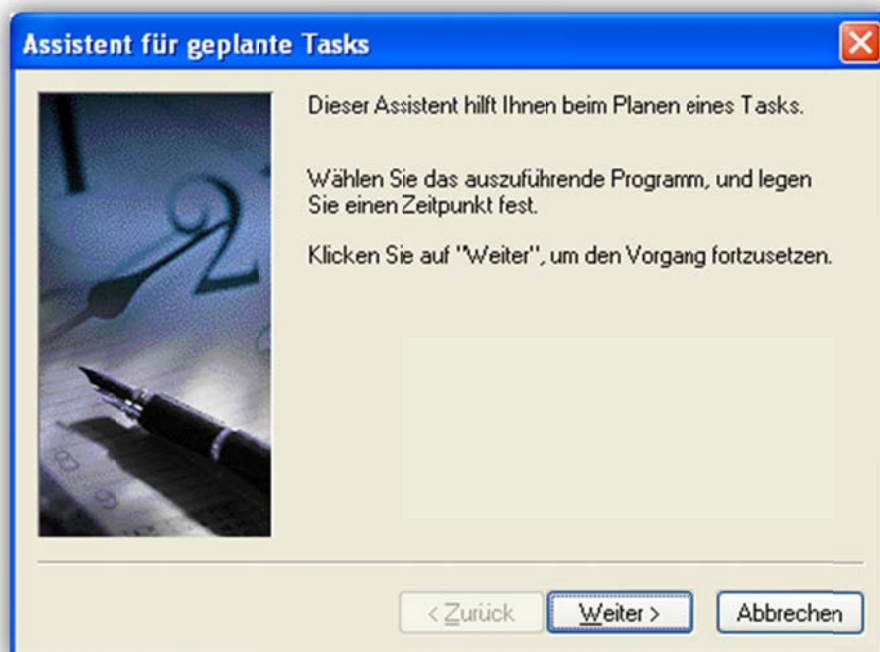 Assistent für geplante Tasks
Dieser Assistent hilft Ihnen beim Planen eines Tasks.
Wählen Sie das auszuführende Programm, und legen
Sie einen Zeitpunkt fest.
Klicken Sie auf "Weiter", um den Vorgang fortzusetzen.
2
< Zurück
Weiter >
Abbrechen